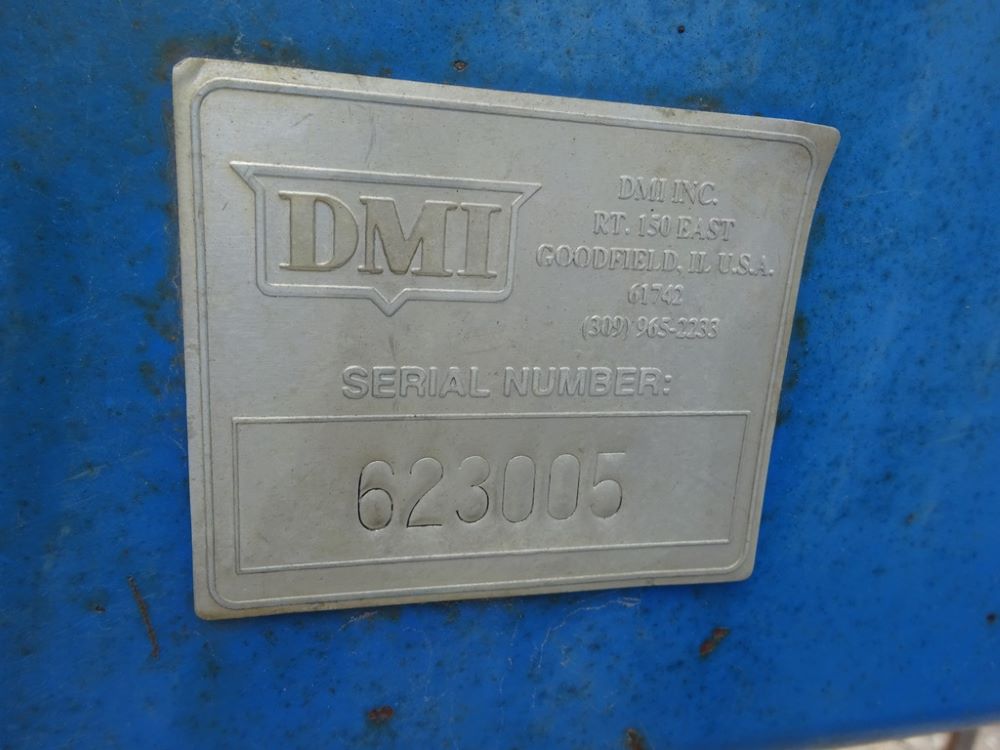 DMI
DMI INC.
RT. 150 EAST
GOODFIELD, IL U.S.A.
61742
(309) 965-2233
SERIAL NUMBER:
623005